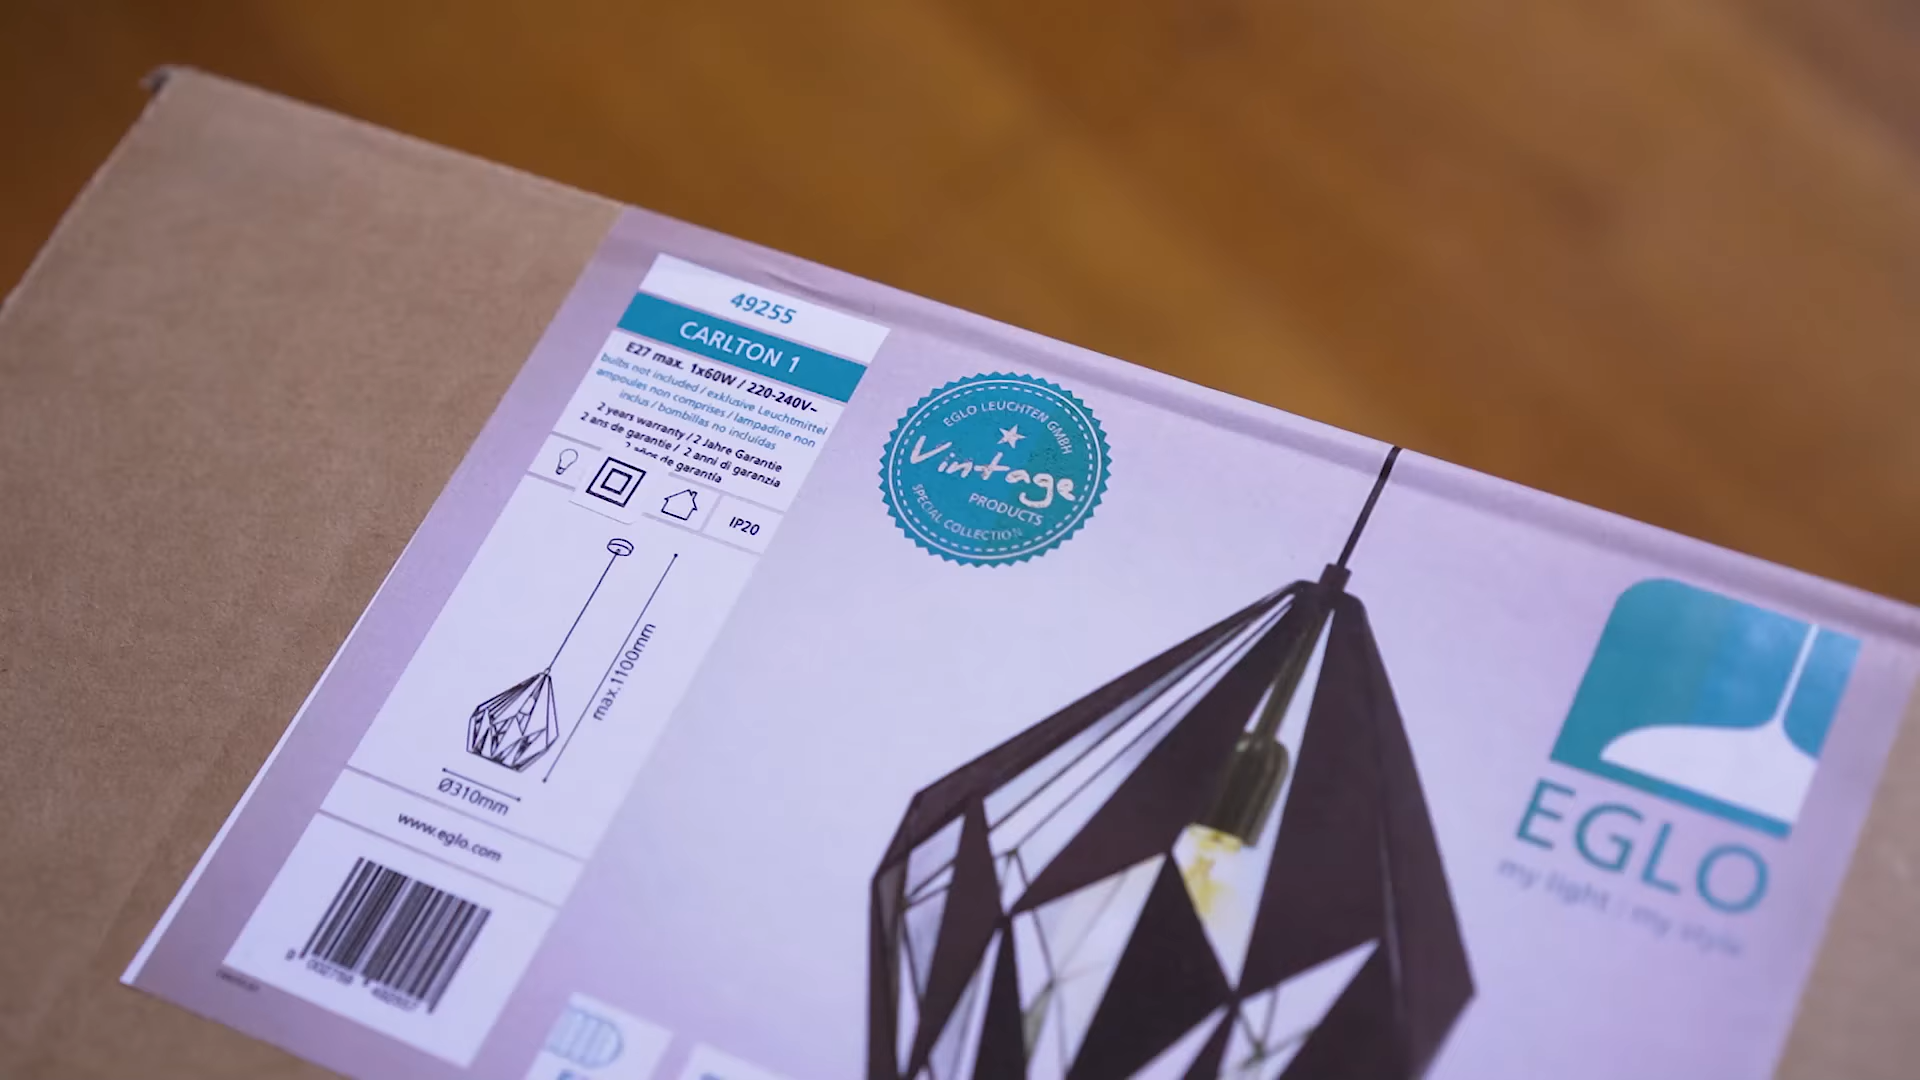 49255
CARLTON 1
E27 max. 1x60W / 220-240V~
bulbs not included / exklusive Leuchtmittel
ampoules non comprises / lampadine non
inclus / bombillas no incluidas
2 years warranty / 2 Jahre Garantie
2 ans de garantie / 2 anni di garanzia
2 años de garantía
IP20
max.1100mm
Ø310mm
www.eglo.com
EGLO LEUCHTEN GMBH
Vintage
PRODUCTS
SPECIAL COLLECTION
EGLO
my light | my style